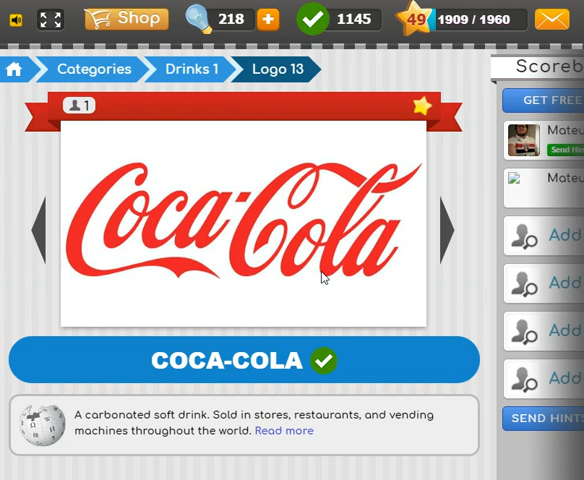 Shop
218
1145
49
1909 / 1960
Categories
Drinks 1
Logo 13
Scoreb
1
GET FREE
Mateu
Send Hin
Mateu
Coca-Cola
Add
Add
Add
Add
COCA-COLA
SEND HINTS
A carbonated soft drink. Sold in stores, restaurants, and vending
machines throughout the world. Read more